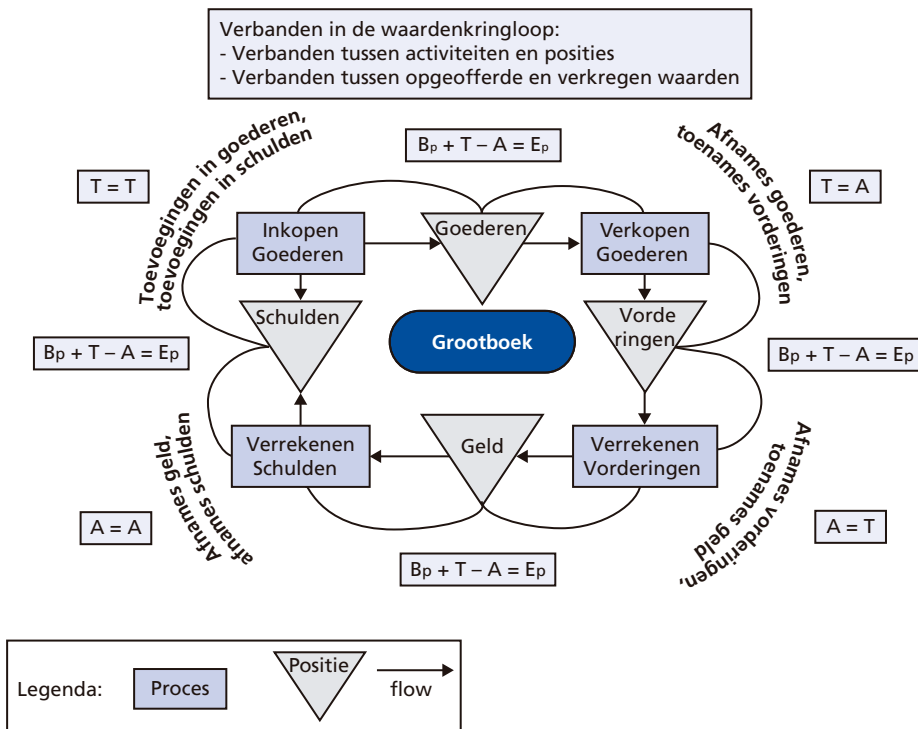 Verbanden in de waardenkringloop:
- Verbanden tussen activiteiten en posities
- Verbanden tussen opgeofferde en verkregen waarden
Toevoegingen in goederen,
toevoegingen in schulden
Bp + T – A = Ep
Afnames goederen,
toenames vorderingen
T = T
T = A
Inkopen
Goederen
Goederen
Verkopen
Goederen
Schulden
Grootboek
Vorde
ringen
Bp + T – A = Ep
Bp + T – A = Ep
Verrekenen
Schulden
Geld
Verrekenen
Vorderingen
Afnames geld,
afnames schulden
Afnames vorderingen,
toenames geld
A = A
A = T
Bp + T – A = Ep
Legenda:
Proces
Positie
flow